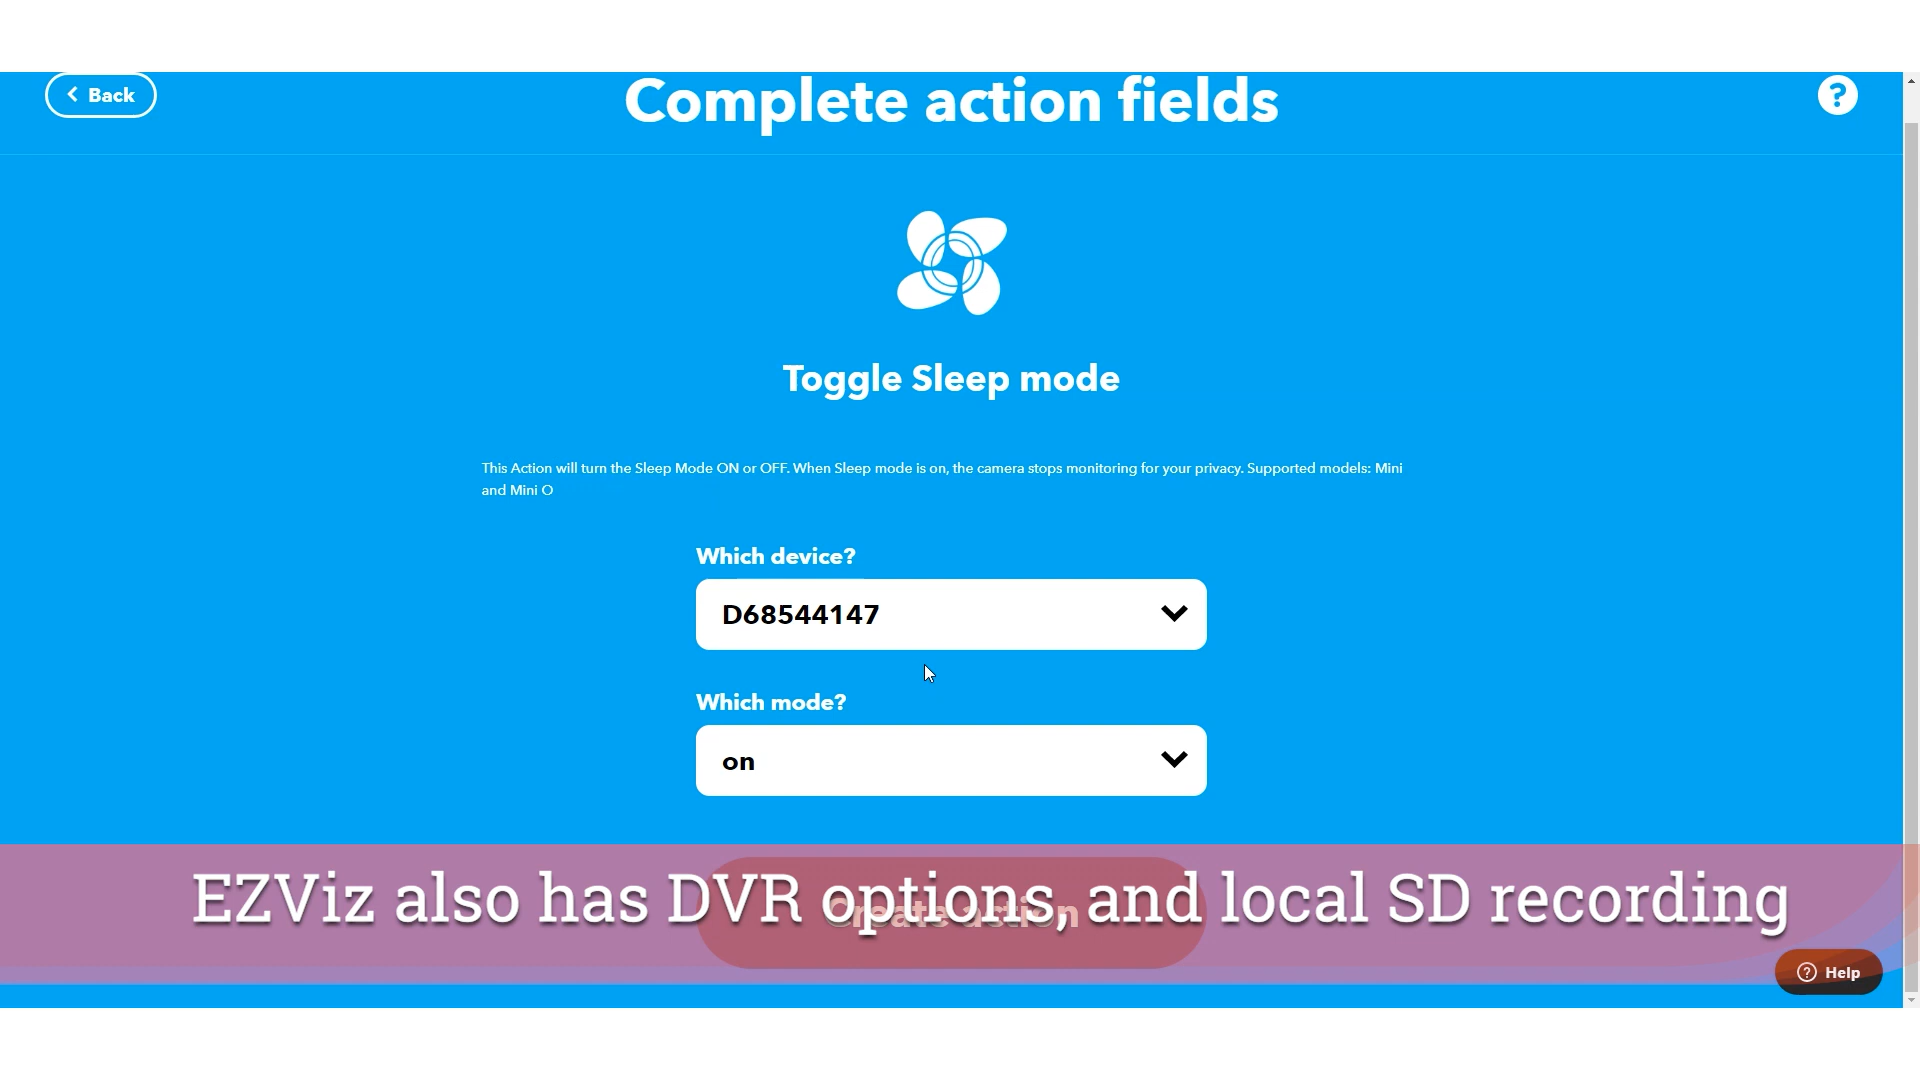 Back
Complete action fields
?
Toggle Sleep mode
This Action will turn the Sleep Mode ON or OFF. When Sleep mode is on, the camera stops monitoring for your privacy. Supported models: Mini
and Mini O
Which device?
D68544147
Which mode?
on
EZViz also has DVR options, and local SD recording
Create action
? Help